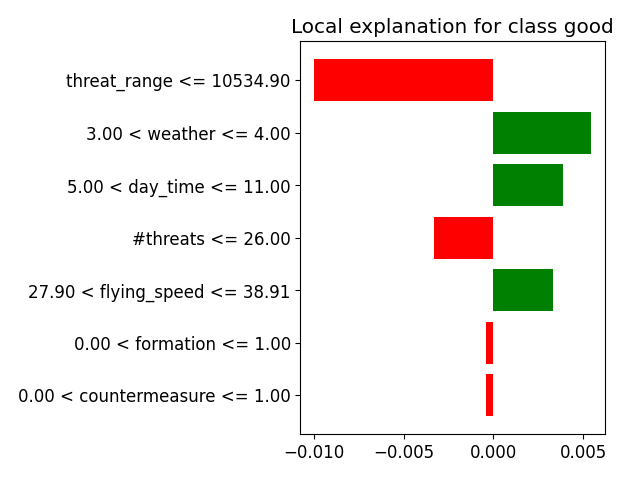 Local explanation for class good
threat_range <= 10534.90
3.00 < weather <= 4.00
5.00 < day_time <= 11.00
#threats <= 26.00
27.90 < flying_speed <= 38.91
0.00 < formation <= 1.00
0.00 < countermeasure <= 1.00
−0.010 −0.005 0.000 0.005